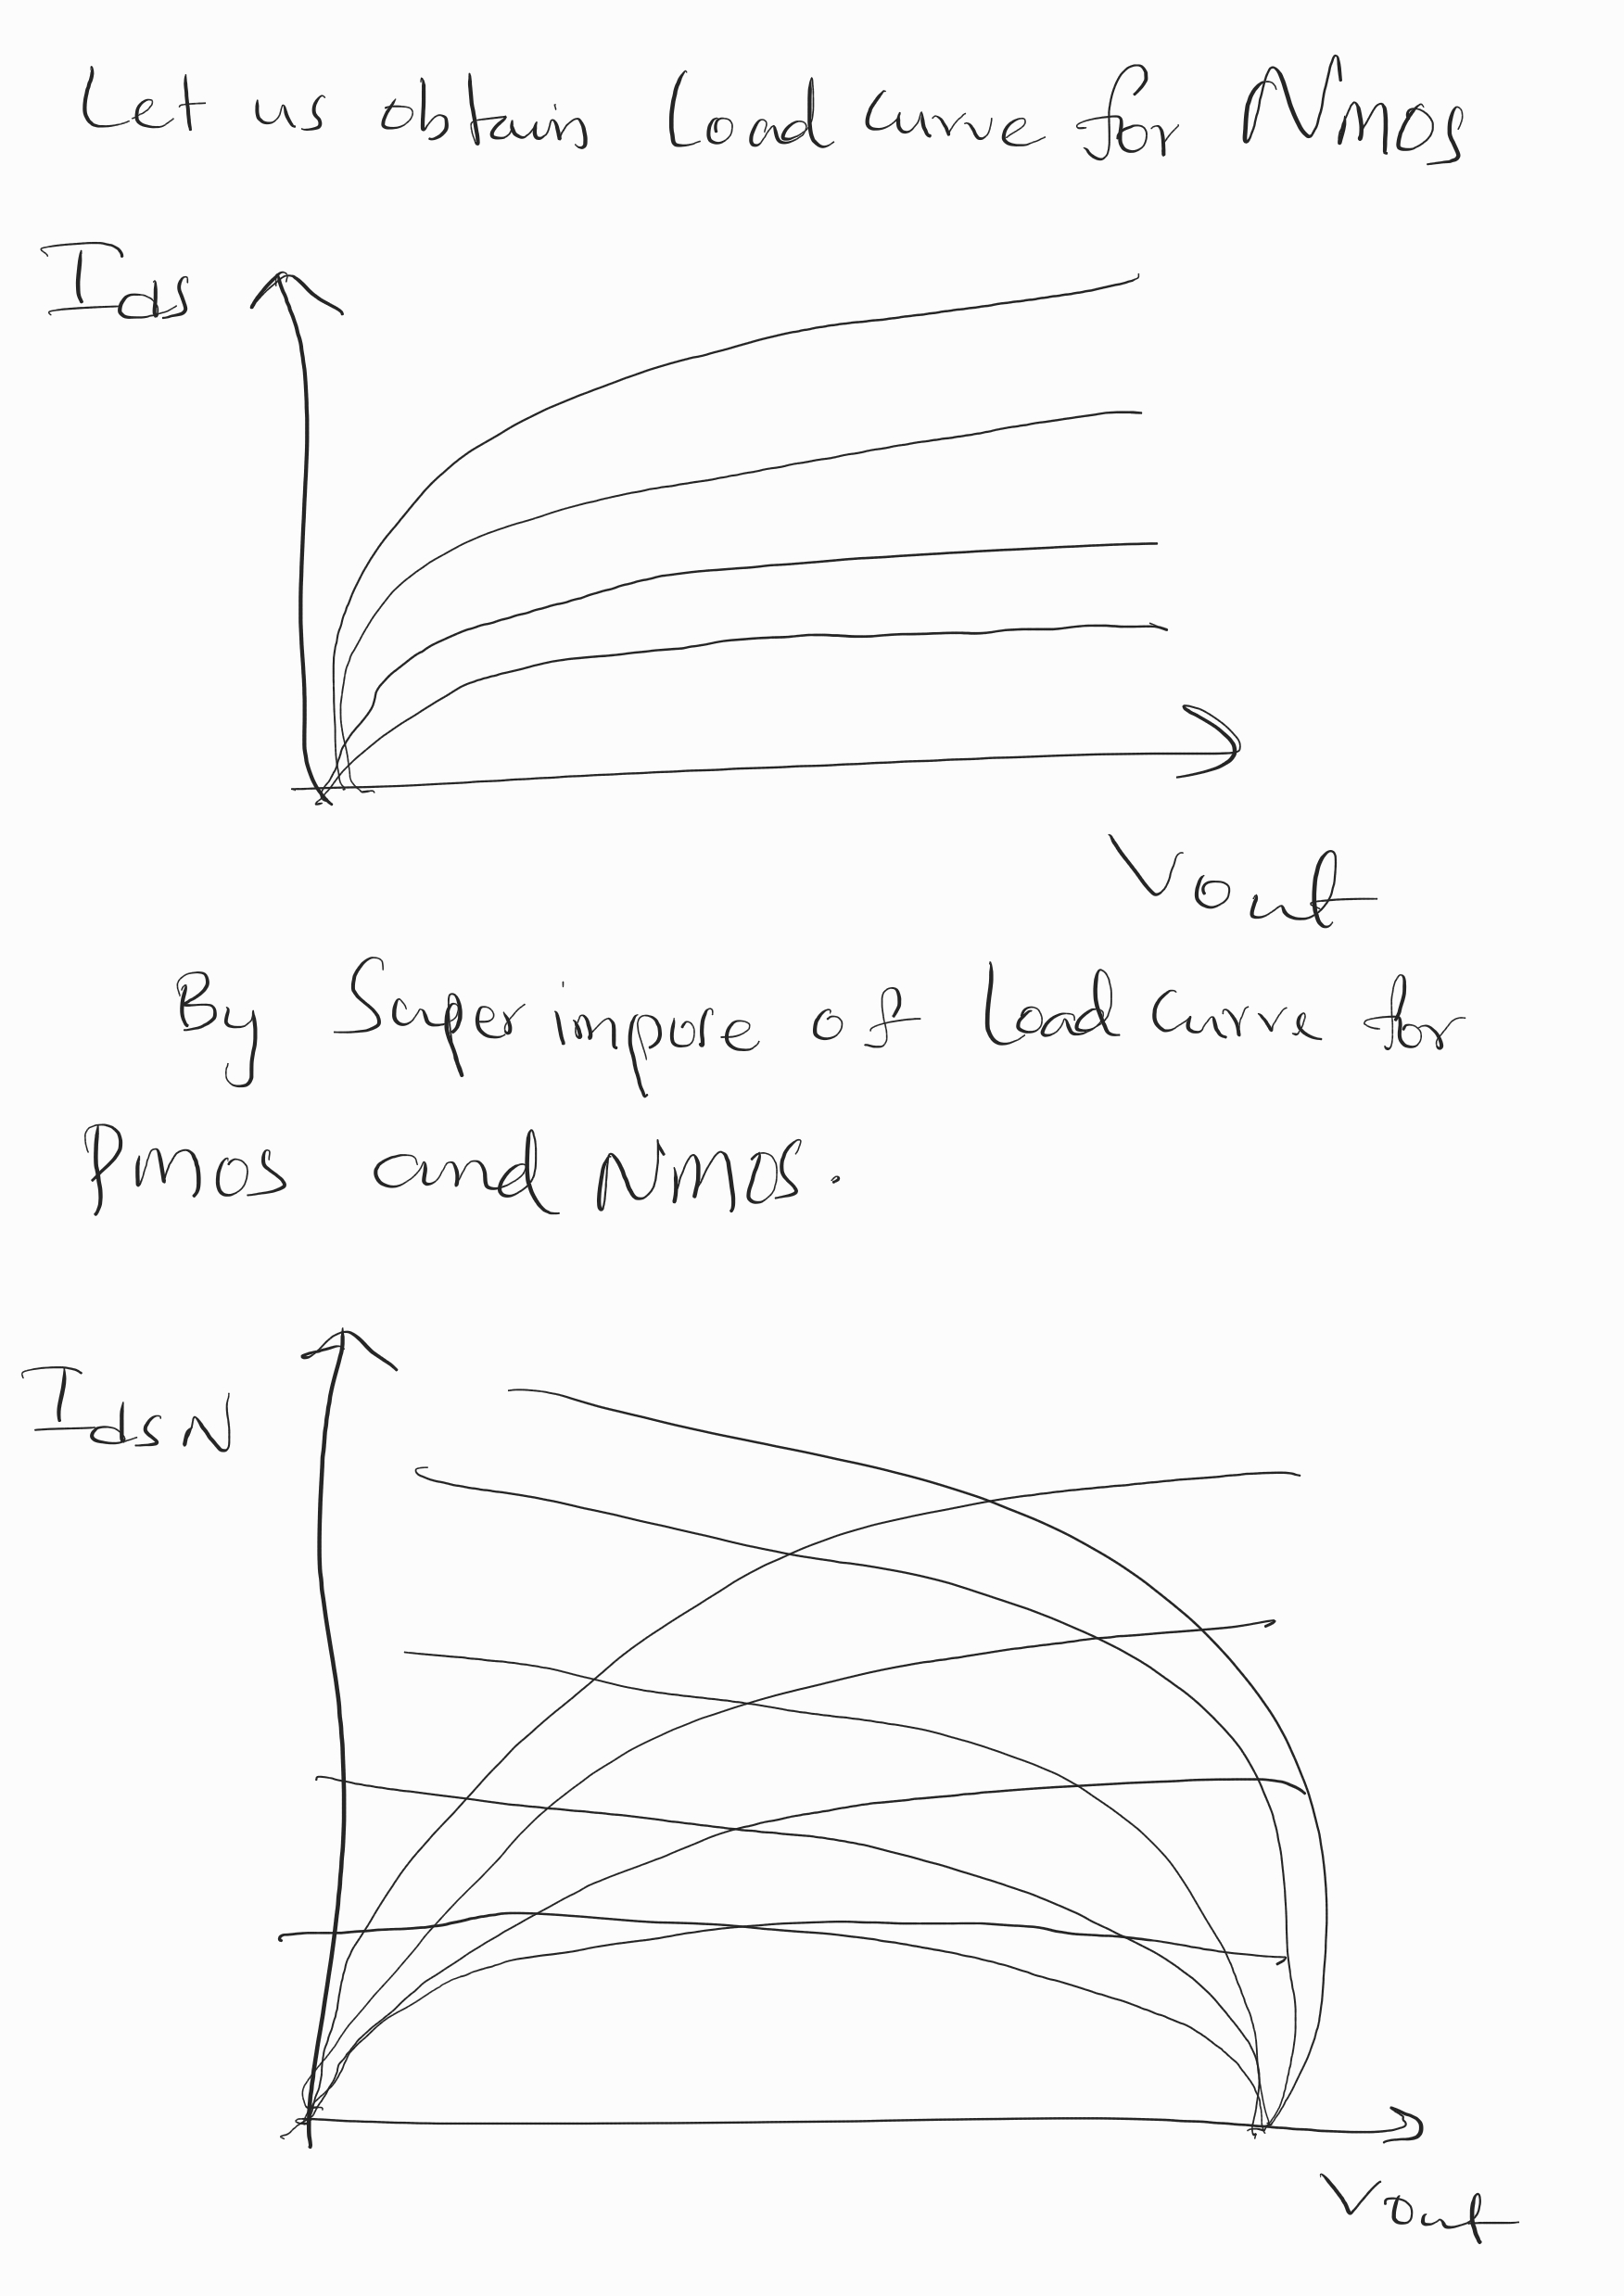 Let us obtain Load curve for NMOS
Ids
Vout
By Superimpore of Load curve for
PMOS and NMOS.
IdsN
Vout